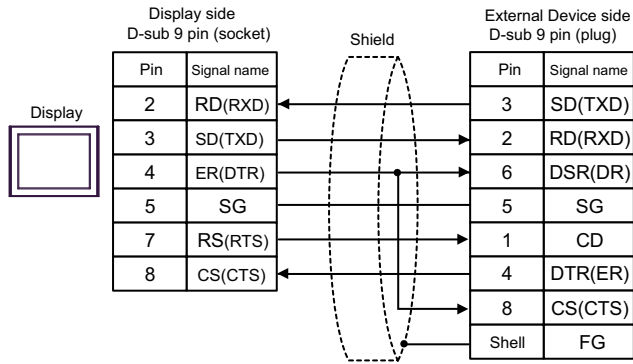 Display side
D-sub 9 pin (socket)
Shield
External Device side
D-sub 9 pin (plug)
Display
Pin Signal name
2 RD(RXD)
3 SD(TXD)
4 ER(DTR)
5 SG
7 RS(RTS)
8 CS(CTS)
Pin Signal name
3 SD(TXD)
2 RD(RXD)
6 DSR(DR)
5 SG
1 CD
4 DTR(ER)
8 CS(CTS)
Shell FG